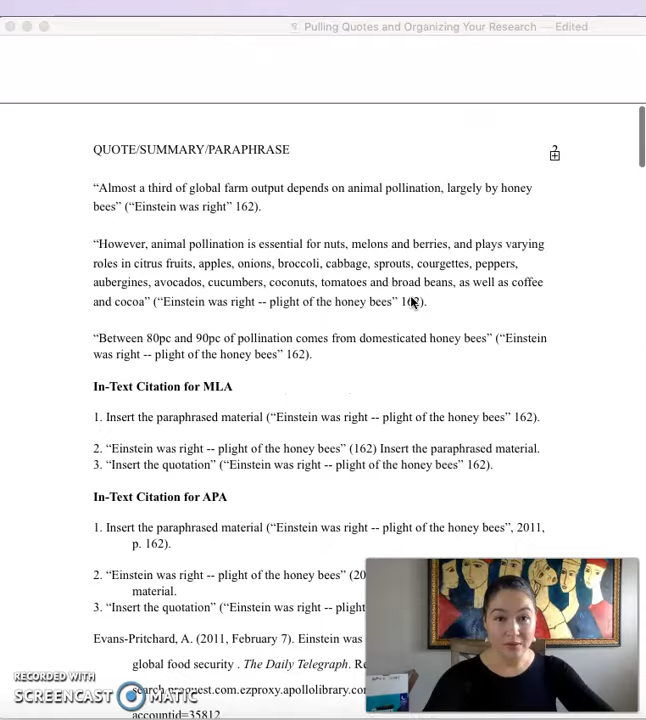 Pulling Quotes and Organizing Your Research — Edited
QUOTE/SUMMARY/PARAPHRASE
“Almost a third of global farm output depends on animal pollination, largely by honey
bees” (“Einstein was right” 162).
“However, animal pollination is essential for nuts, melons and berries, and plays varying
roles in citrus fruits, apples, onions, broccoli, cabbage, sprouts, courgettes, peppers,
aubergines, avocados, cucumbers, coconuts, tomatoes and broad beans, as well as coffee
and cocoa” (“Einstein was right -- plight of the honey bees” 162).
“Between 80pc and 90pc of pollination comes from domesticated honey bees” (“Einstein
was right -- plight of the honey bees” 162).
In-Text Citation for MLA
1. Insert the paraphrased material (“Einstein was right -- plight of the honey bees” 162).
2. “Einstein was right -- plight of the honey bees” (162) Insert the paraphrased material.
3. “Insert the quotation” (“Einstein was right -- plight of the honey bees” 162).
In-Text Citation for APA
1. Insert the paraphrased material (“Einstein was right -- plight of the honey bees”, 2011,
p. 162).
2. “Einstein was right -- plight of the honey bees” (20
material.
3. “Insert the quotation” (“Einstein was right -- plight
Evans-Pritchard, A. (2011, February 7). Einstein was
global food security . The Daily Telegraph. Re
search.proquest.com.ezproxy.apollolibrary.co
accountid=35812
RECORDED WITH
SCREENCAST MATIC